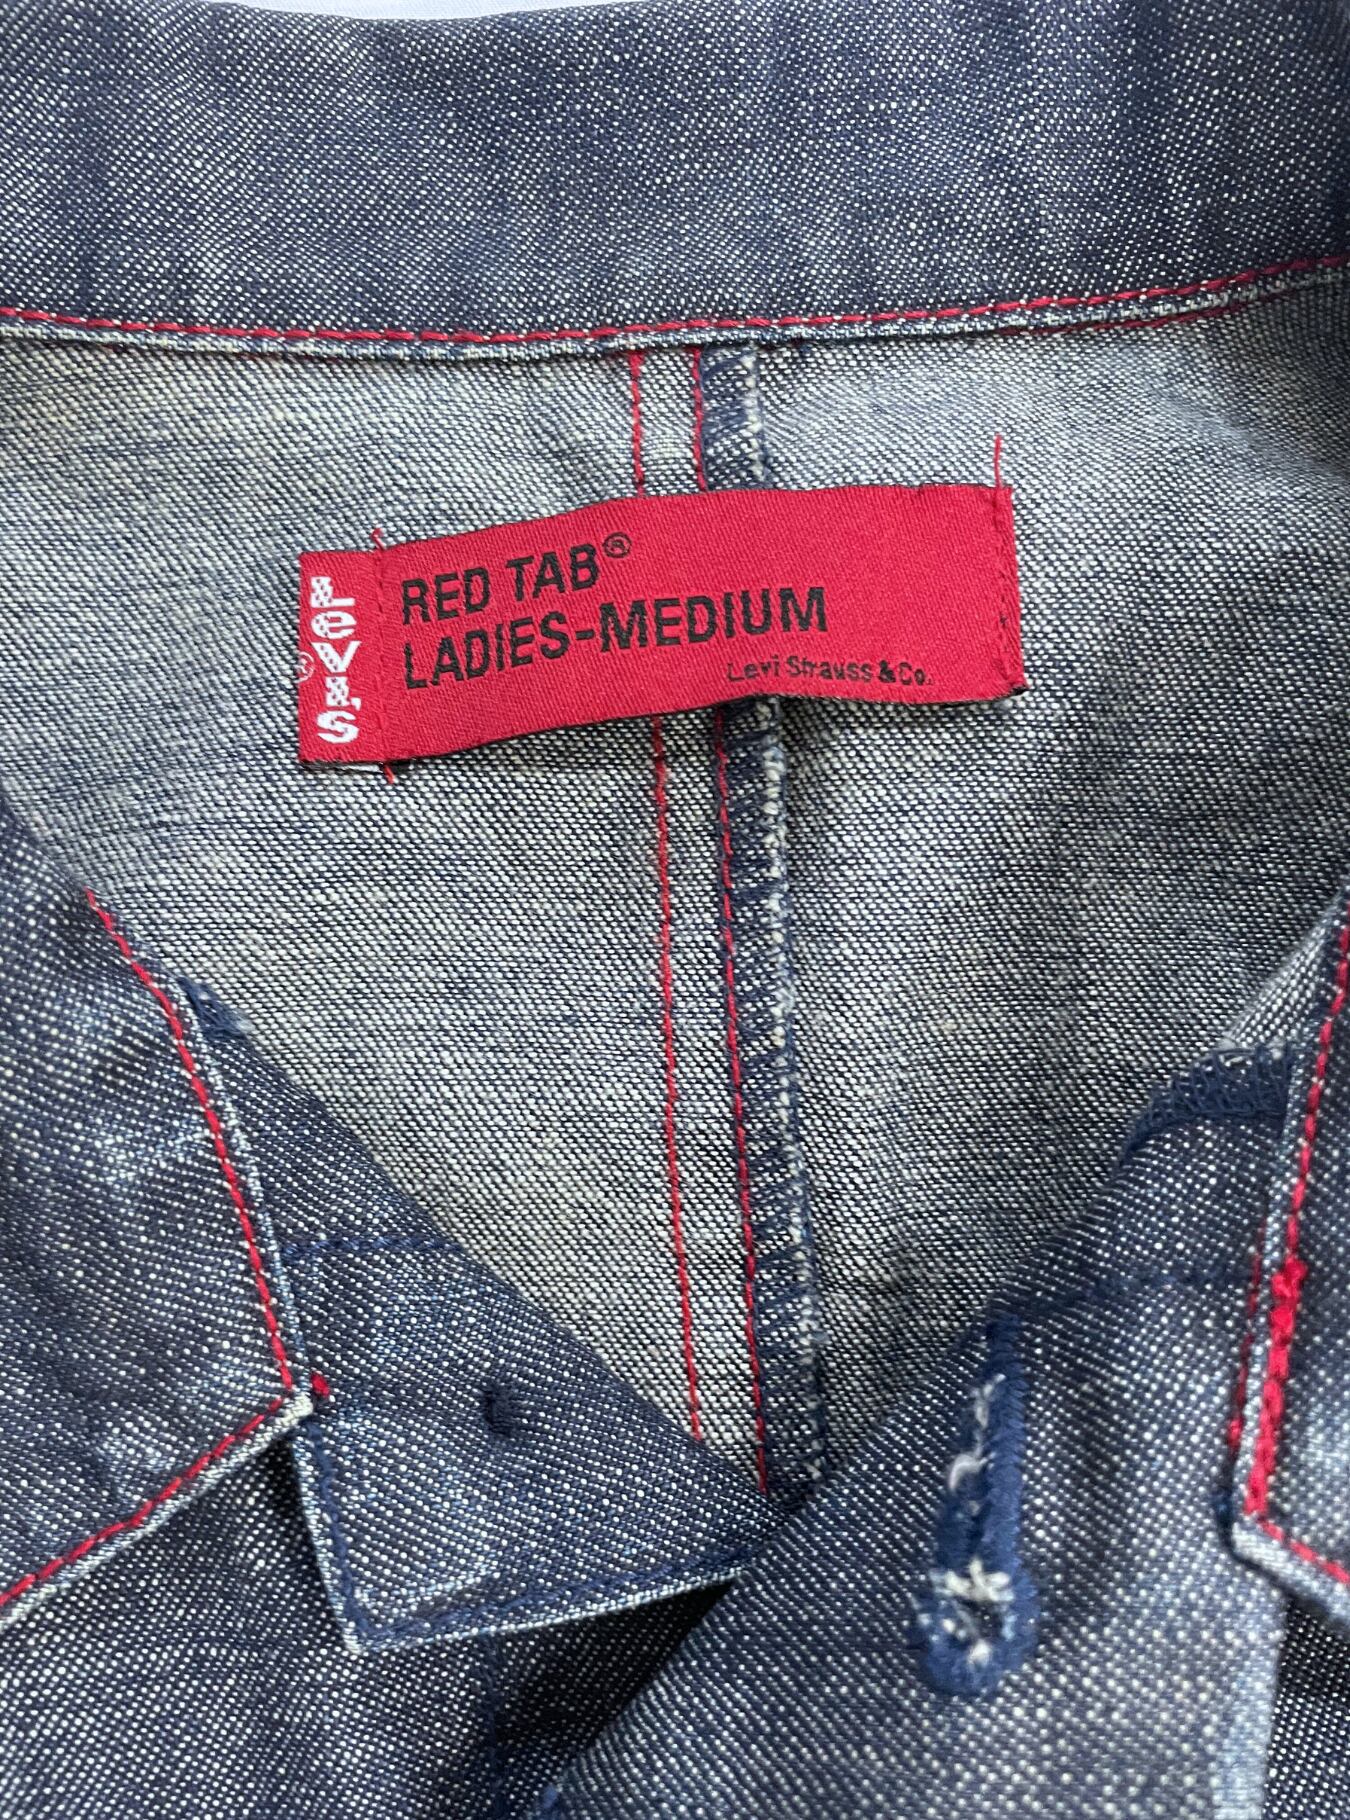 LeVI'S
®
RED TAB®
LADIES-MEDIUM
Levi Strauss & Co.